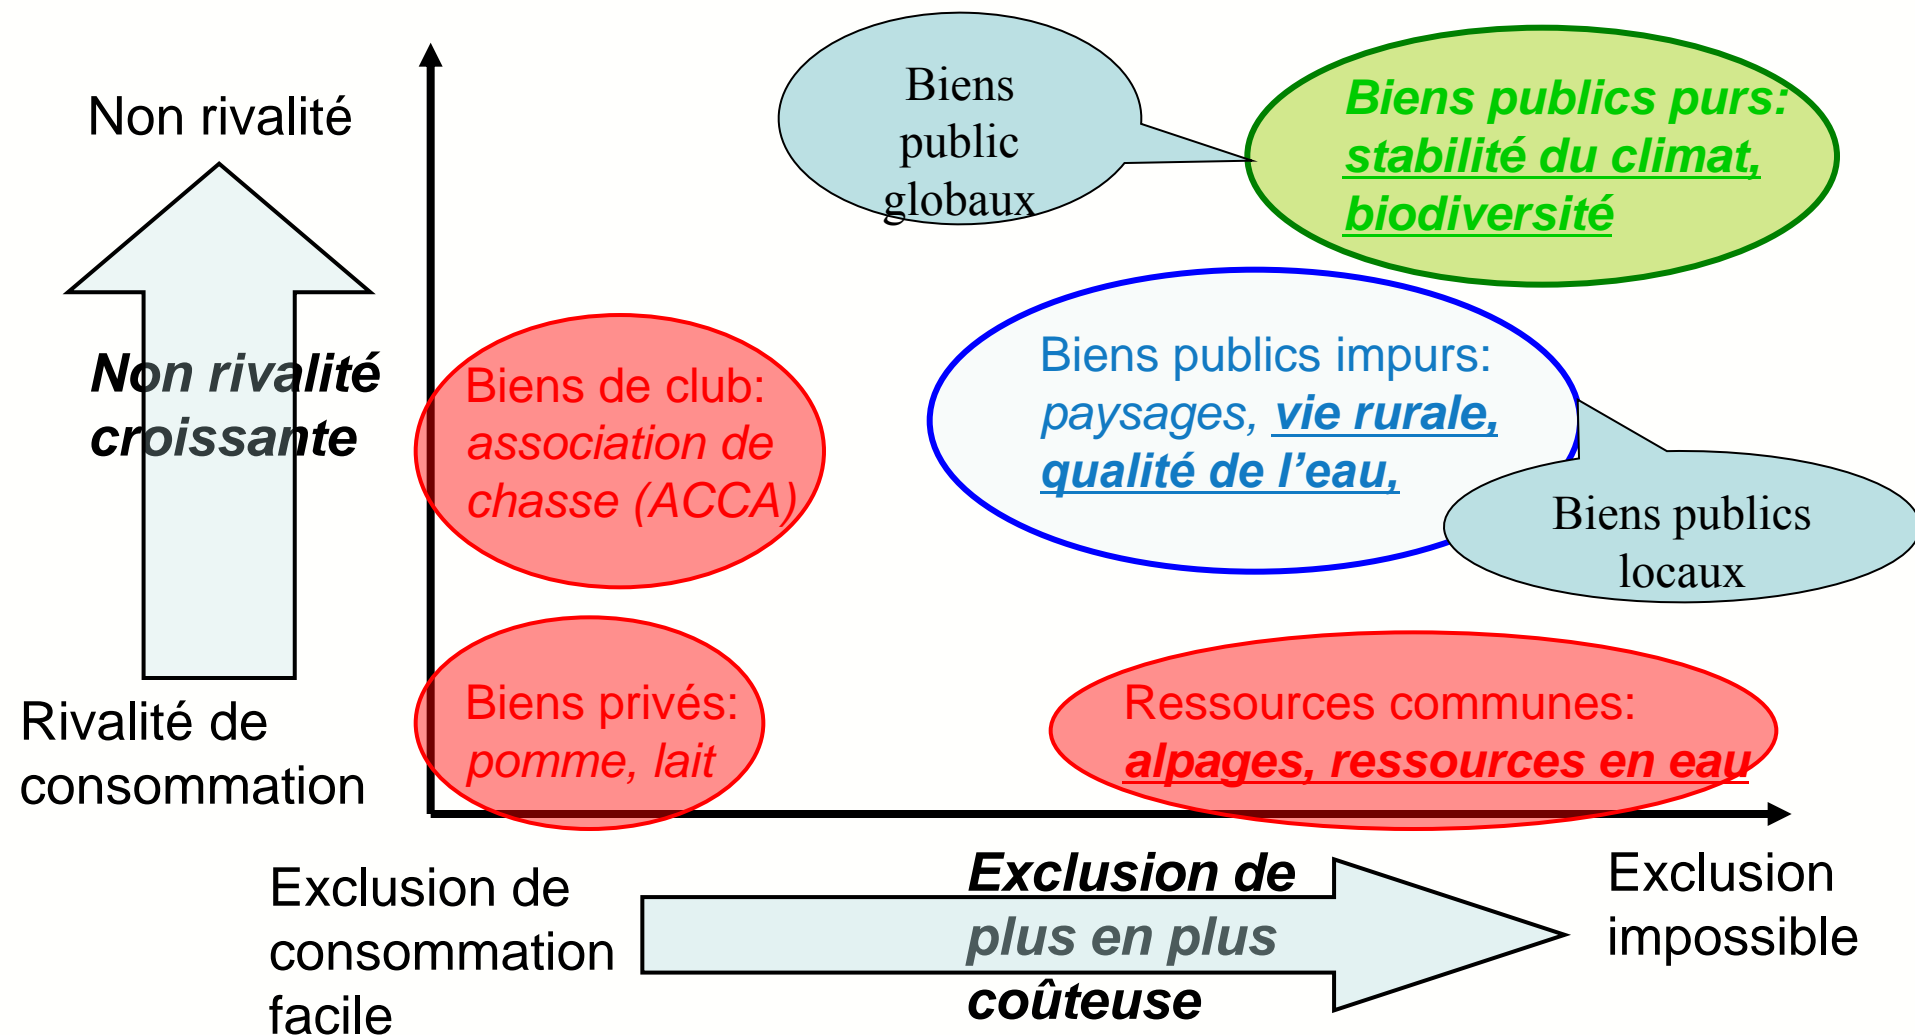 Non rivalité
Non rivalité
croissante
Rivalité de
consommation
Biens
public
globaux
Biens publics purs:
stabilité du climat,
biodiversité
Biens de club:
association de
chasse (ACCA)
Biens publics impurs:
paysages, vie rurale,
qualité de l’eau,
Biens publics
locaux
Biens privés:
pomme, lait
Ressources communes:
alpages, ressources en eau
Exclusion de
consommation
facile
Exclusion de
plus en plus
coûteuse
Exclusion
impossible